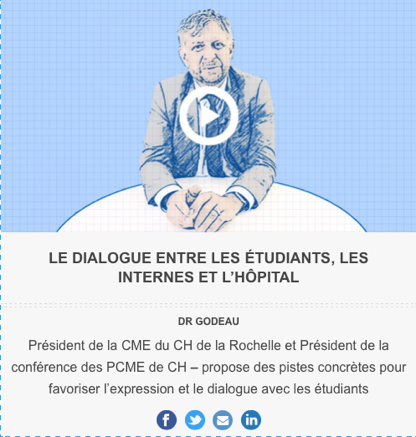 LE DIALOGUE ENTRE LES ÉTUDIANTS, LES
INTERNES ET L'HÔPITAL
DR GODEAU
Président de la CME du CH de la Rochelle et Président de la
conférence des PCME de CH – propose des pistes concrètes pour
favoriser l'expression et le dialogue avec les étudiants